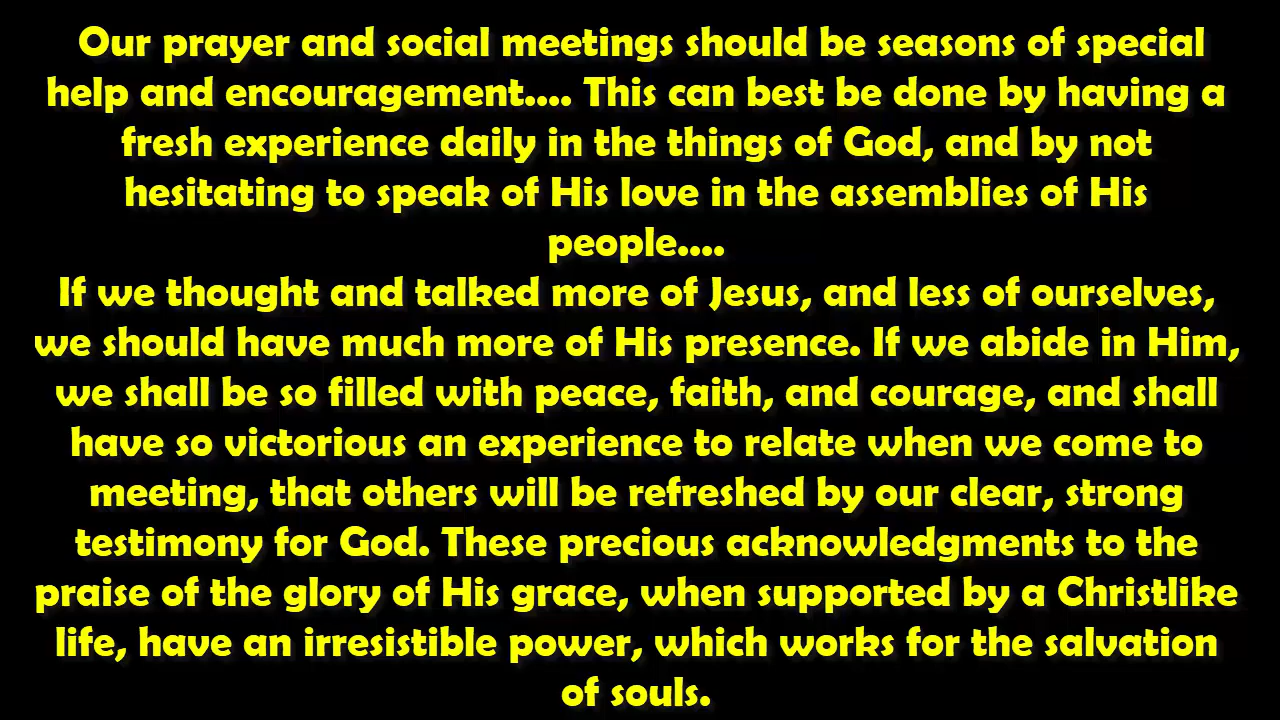 Our prayer and social meetings should be seasons of special
help and encouragement.... This can best be done by having a
fresh experience daily in the things of God, and by not
hesitating to speak of His love in the assemblies of His
people....
If we thought and talked more of Jesus, and less of ourselves,
we should have much more of His presence. If we abide in Him,
we shall be so filled with peace, faith, and courage, and shall
have so victorious an experience to relate when we come to
meeting, that others will be refreshed by our clear, strong
testimony for God. These precious acknowledgments to the
praise of the glory of His grace, when supported by a Christlike
life, have an irresistible power, which works for the salvation
of souls.